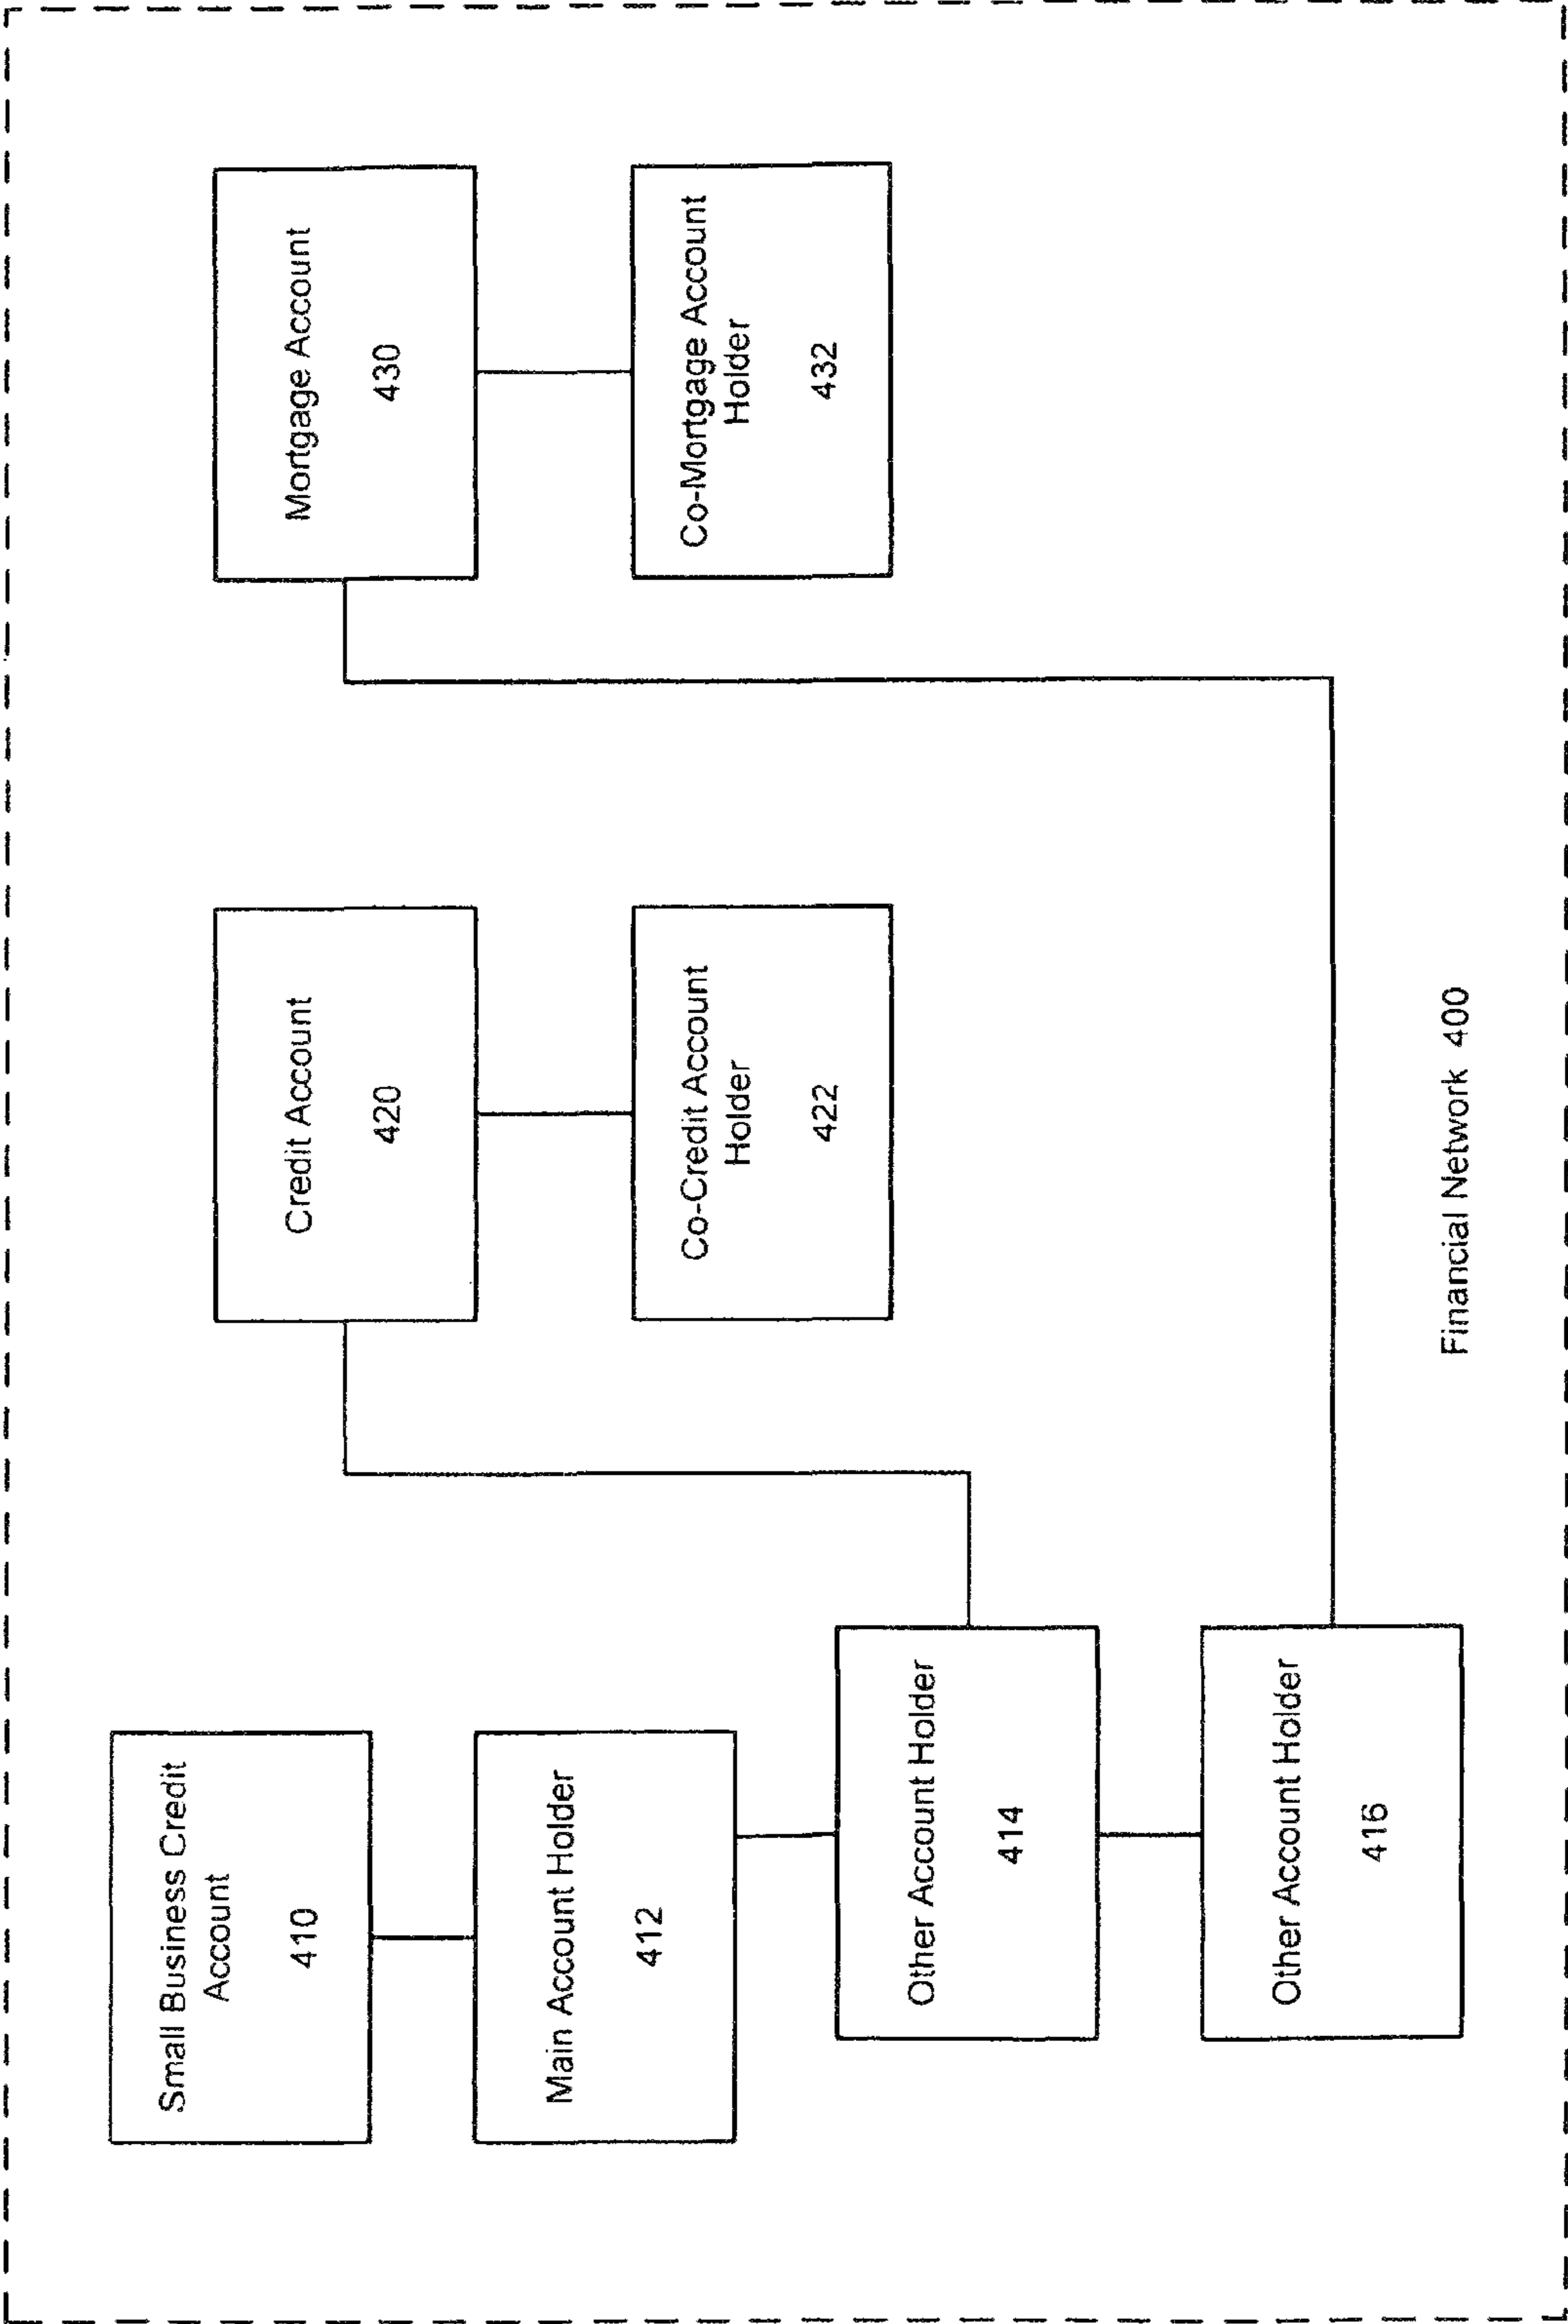 Small Business Credit
Account
410
Main Account Holder
412
Other Account Holder
414
Other Account Holder
416
Credit Account
420
Co-Credit Account
Holder
422
Mortgage Account
430
Co-Mortgage Account
Holder
432
Financial Network 400